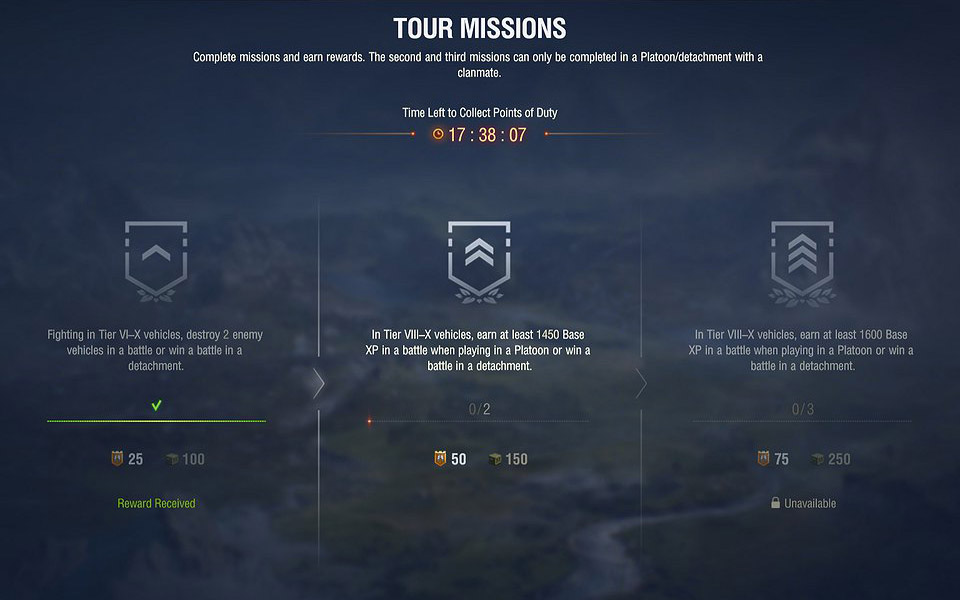 TOUR MISSIONS
Complete missions and earn rewards. The second and third missions can only be completed in a Platoon/detachment with a
clanmate.
Time Left to Collect Points of Duty
17 : 38 : 07
Fighting in Tier VI–X vehicles, destroy 2 enemy
vehicles in a battle or win a battle in a
detachment.
25 100
Reward Received
In Tier VIII–X vehicles, earn at least 1450 Base
XP in a battle when playing in a Platoon or win a
battle in a detachment.
0/2
50 150
In Tier VIII–X vehicles, earn at least 1600 Base
XP in a battle when playing in a Platoon or win a
battle in a detachment.
0/3
75 250
Unavailable